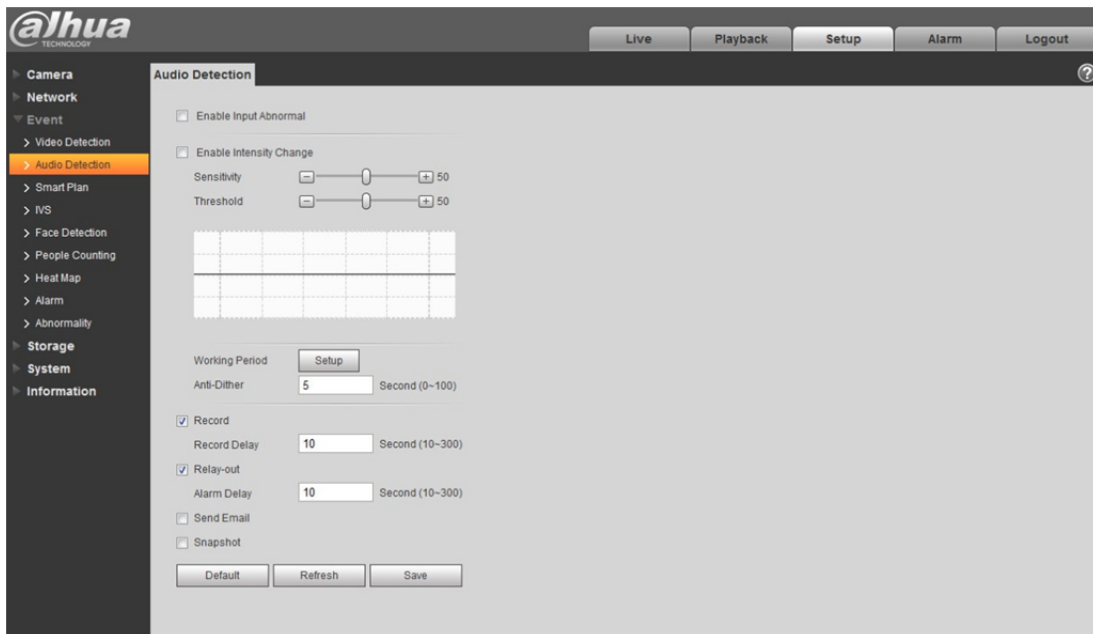 alhua
TECHNOLOGY
Live Playback Setup Alarm Logout
Camera
Network
Event
Video Detection
Audio Detection
Smart Plan
IVS
Face Detection
People Counting
Heat Map
Alarm
Abnormality
Storage
System
Information
Audio Detection
?
Enable Input Abnormal
Enable Intensity Change
Sensitivity - + 50
Threshold - + 50
Working Period Setup
Anti-Dither 5 Second (0~100)
Record
Record Delay 10 Second (10~300)
Relay-out
Alarm Delay 10 Second (10~300)
Send Email
Snapshot
Default Refresh Save